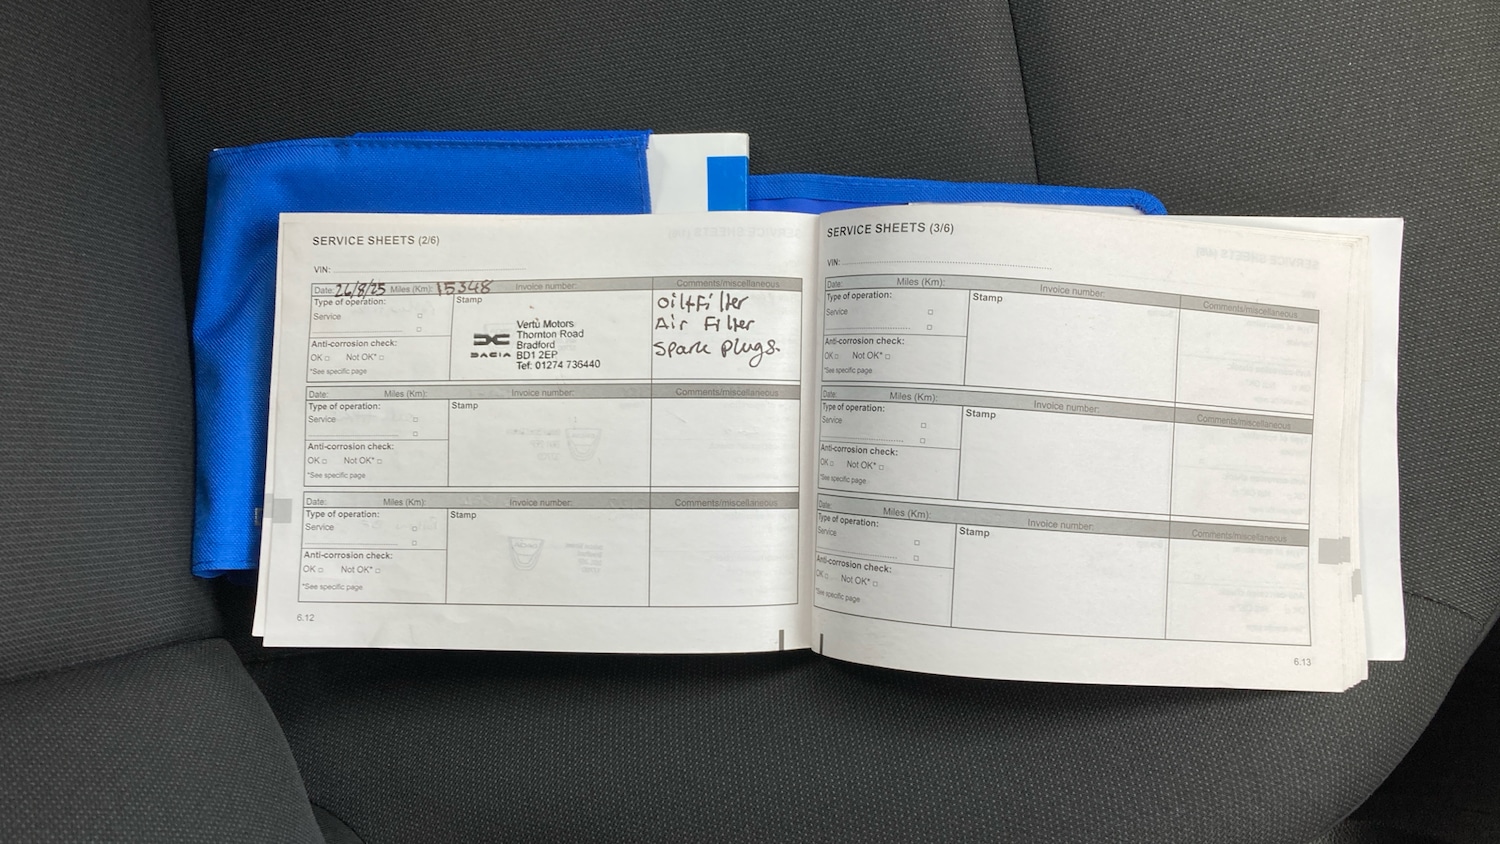 SERVICE SHEETS (2/6)
VIN:
Date: 26/8/25 Miles (Km): 15348 Invoice number: Comments/miscellaneous
Type of operation:
Service
Anti-corrosion check:
OK □ Not OK* □
*See specific page
Stamp
DACIA
Vertu Motors
Thornton Road
Bradford
BD1 2EP
Tel: 01274 736440
Oil+Filter
Air Filter
Spark plugs.
Date: Miles (Km): Invoice number: Comments/miscellaneous
Type of operation:
Service
Anti-corrosion check:
OK □ Not OK* □
*See specific page
Stamp
Date: Miles (Km): Invoice number: Comments/miscellaneous
Type of operation:
Service
Anti-corrosion check:
OK □ Not OK* □
*See specific page
Stamp
6.12
SERVICE SHEETS (3/6)
VIN:
Date: Miles (Km): Invoice number: Comments/miscellaneous
Type of operation:
Service
Anti-corrosion check:
OK □ Not OK* □
*See specific page
Stamp
Date: Miles (Km): Invoice number: Comments/miscellaneous
Type of operation:
Service
Anti-corrosion check:
OK □ Not OK* □
*See specific page
Stamp
Date: Miles (Km): Invoice number: Comments/miscellaneous
Type of operation:
Service
Anti-corrosion check:
OK □ Not OK* □
*See specific page
Stamp
6.13